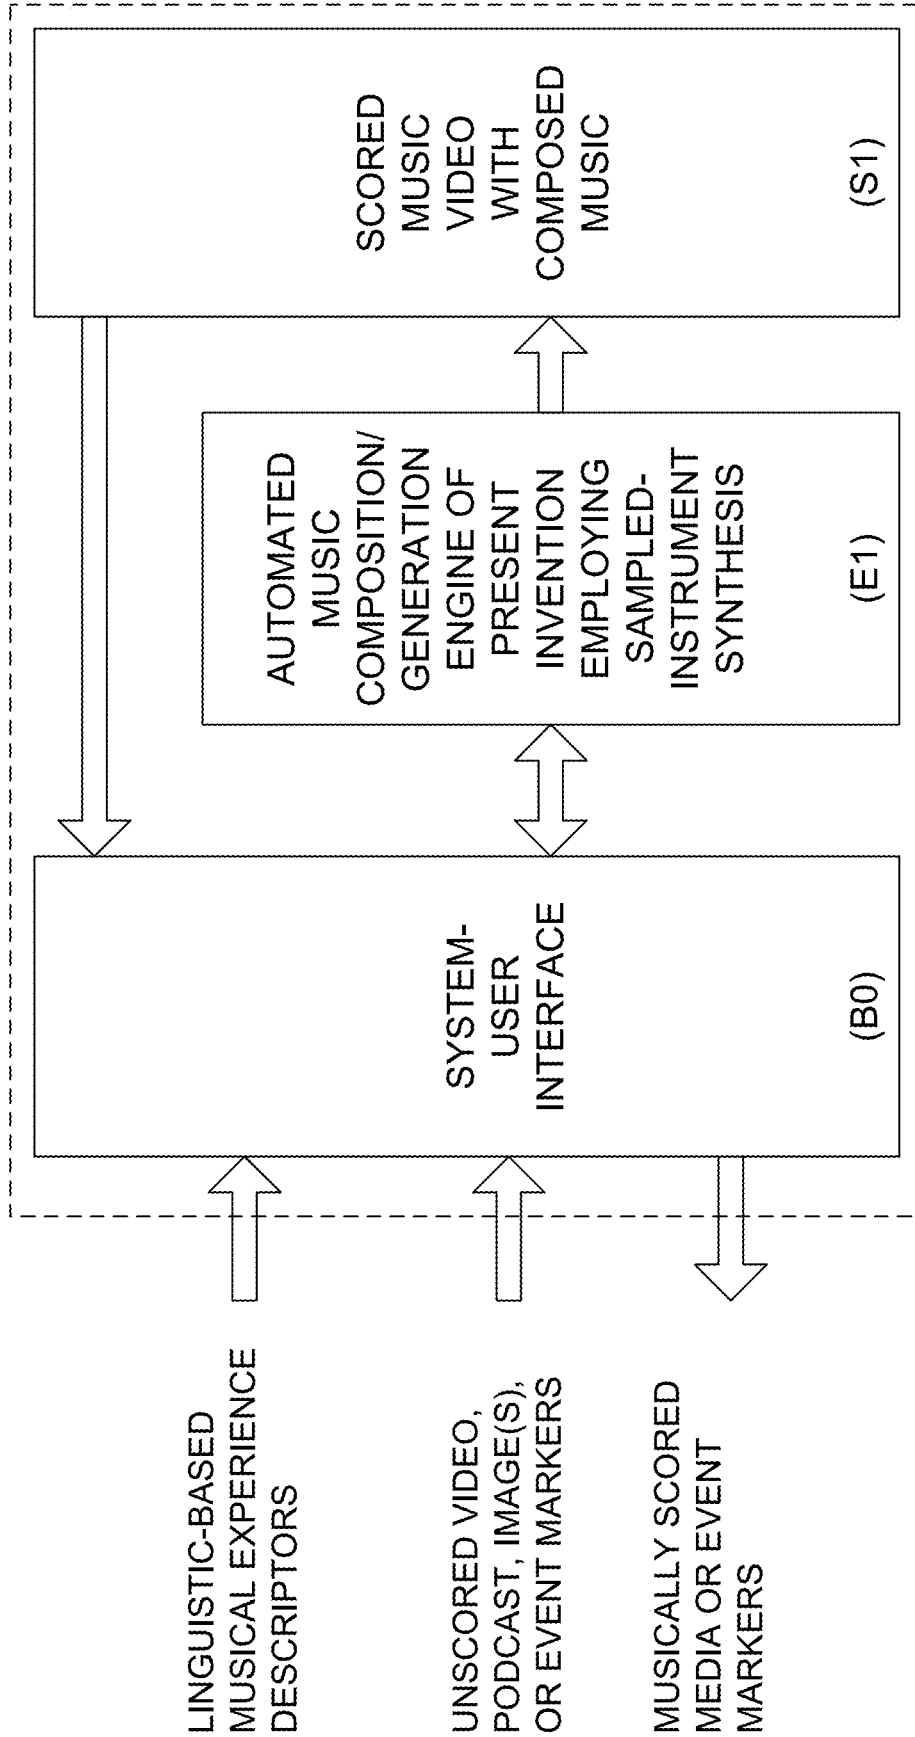 LINGUISTIC-BASED
MUSICAL EXPERIENCE
DESCRIPTORS
UNSCORED VIDEO,
PODCAST, IMAGE(S),
OR EVENT MARKERS
MUSICALLY SCORED
MEDIA OR EVENT
MARKERS
SYSTEM-
USER
INTERFACE
(B0)
AUTOMATED
MUSIC
COMPOSITION/
GENERATION
ENGINE OF
PRESENT
INVENTION
EMPLOYING
SAMPLED-
INSTRUMENT
SYNTHESIS
(E1)
SCORED
MUSIC
VIDEO
WITH
COMPOSED
MUSIC
(S1)